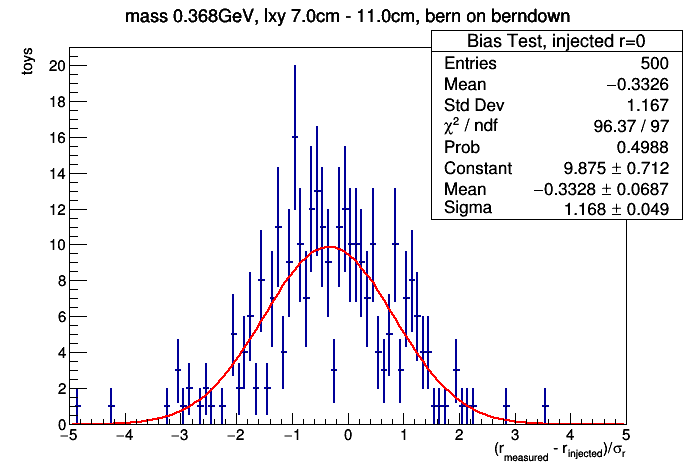 mass 0.368GeV, lxy 7.0cm - 11.0cm, bern on berndown
Bias Test, injected r=0
Entries 500
Mean −0.3326
Std Dev 1.167
χ² / ndf 96.37 / 97
Prob 0.4988
Constant 9.875 ± 0.712
Mean −0.3328 ± 0.0687
Sigma 1.168 ± 0.049
toys
20
18
16
14
12
10
8
6
4
2
0
−5 −4 −3 −2 −1 0 1 2 3 4 5
(r_measured - r_injected)/σ_r